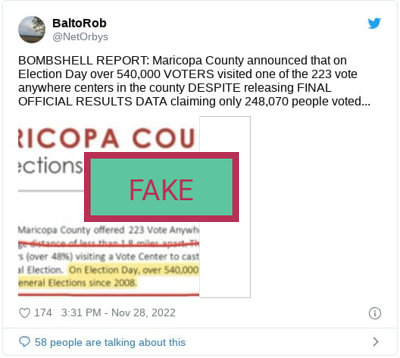 BaltoRob
@NetOrbys
BOMBSHELL REPORT: Maricopa County announced that on
Election Day over 540,000 VOTERS visited one of the 223 vote
anywhere centers in the county DESPITE releasing FINAL
OFFICIAL RESULTS DATA claiming only 248,070 people voted...
RICOPA COU
ections
FAKE
Maricopa County offered 223 Vote Anywh
ge distance of less than 1.8 miles apart. Th
s (over 48%) visiting a Vote Center to cast
al Election. On Election Day, over 540,000
eneral Elections since 2008.
174 3:31 PM - Nov 28, 2022
58 people are talking about this